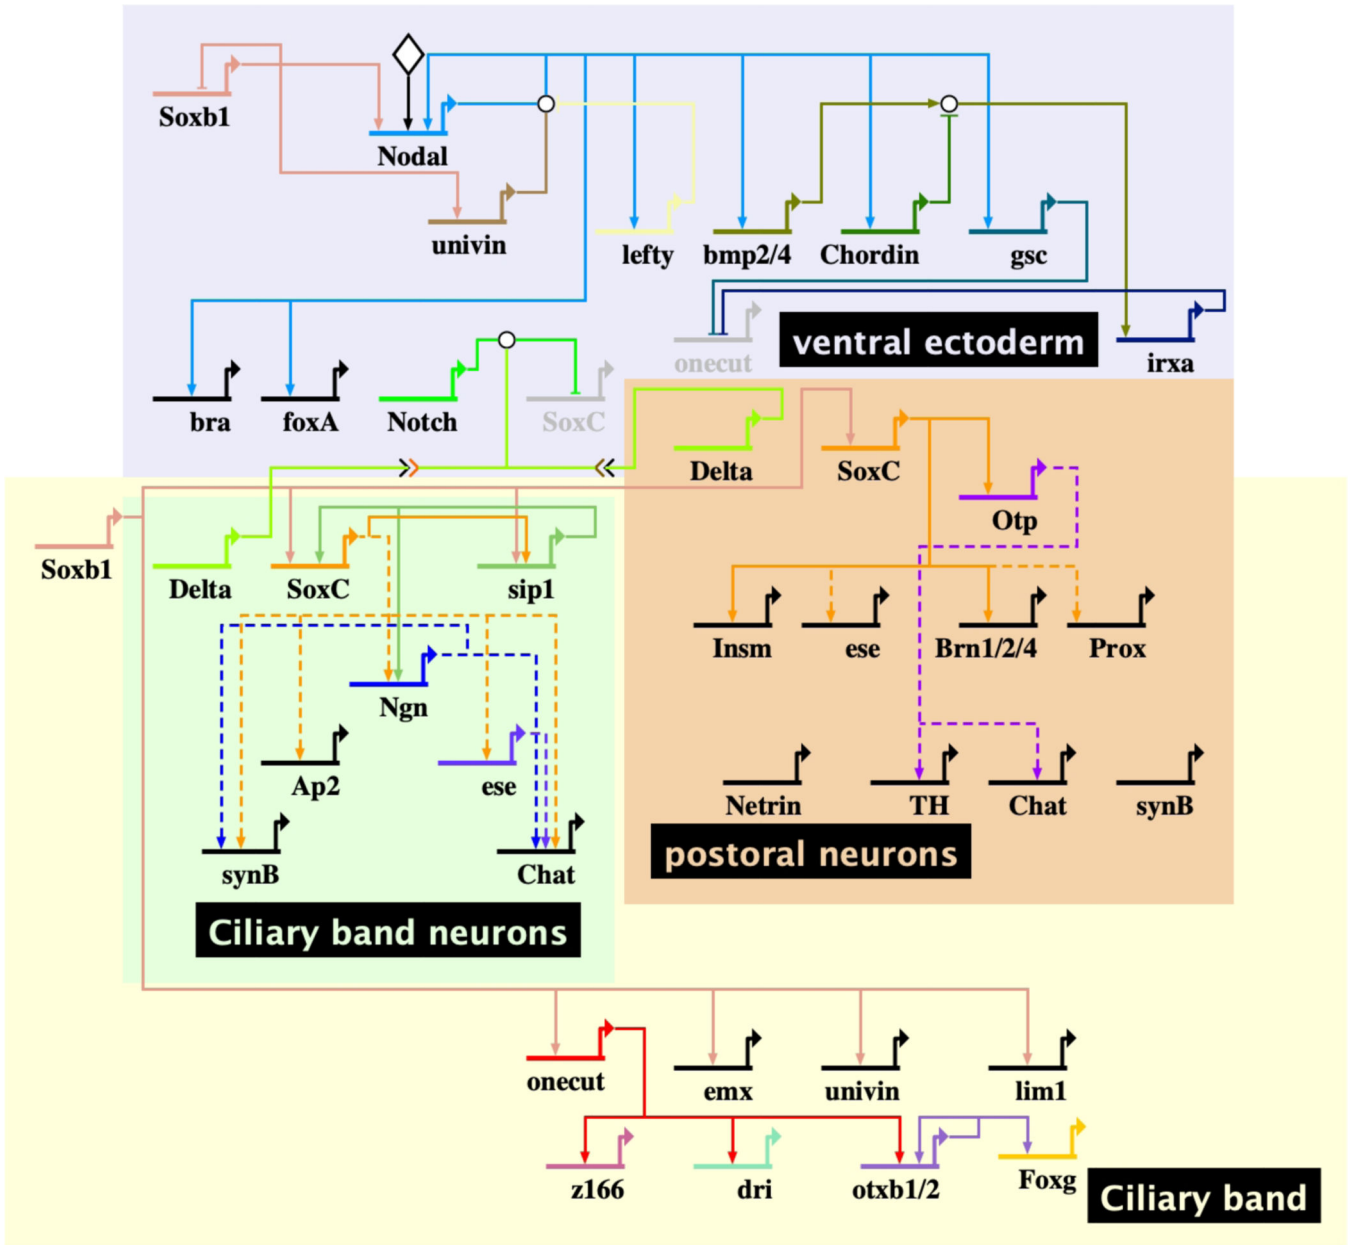 Soxb1
Nodal
univin
lefty
bmp2/4
Chordin
gsc
onecut
ventral ectoderm
irxa
bra
foxA
Notch
SoxC
Delta
SoxC
Otp
Soxb1
Delta
SoxC
sip1
Insm
ese
Brn1/2/4
Prox
Ngn
Ap2
ese
Netrin
TH
Chat
synB
postoral neurons
synB
Chat
Ciliary band neurons
onecut
emx
univin
lim1
z166
dri
otxb1/2
Foxg
Ciliary band